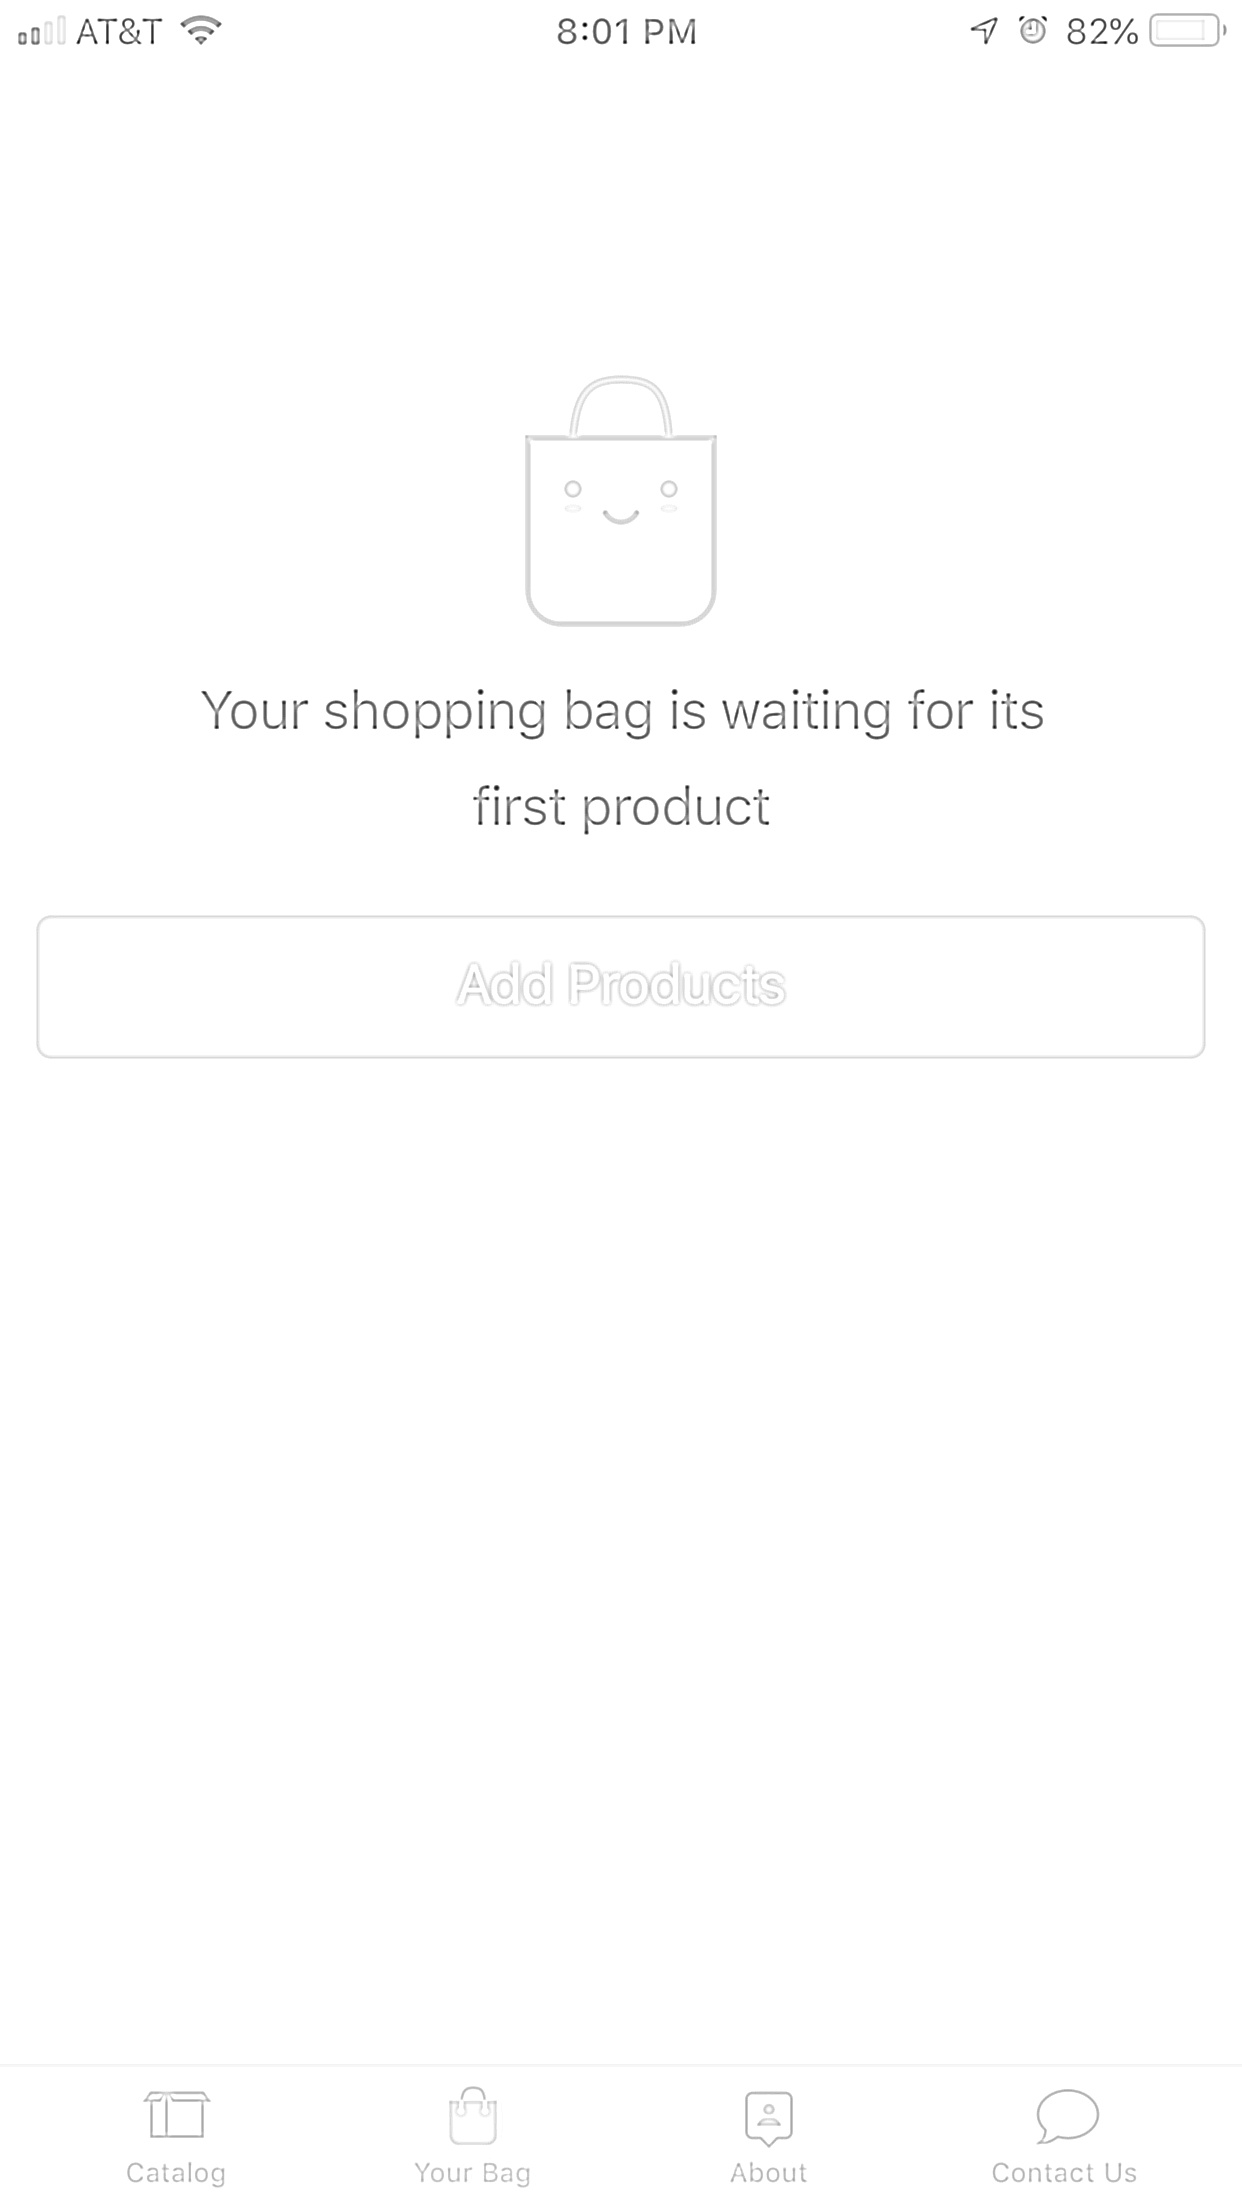 AT&T 8:01 PM 82%
Your shopping bag is waiting for its
first product
Add Products
Catalog Your Bag About Contact Us